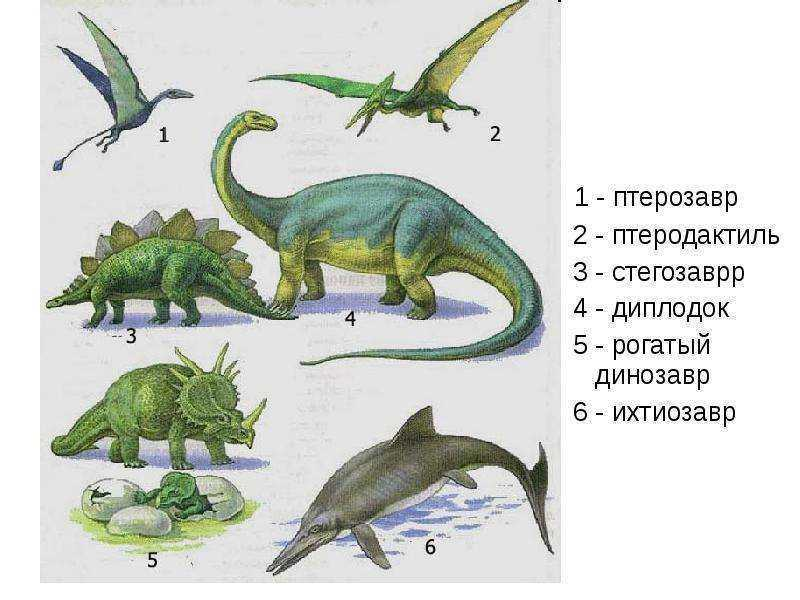 1
2
3
4
5
6
1 - птерозавр
2 - птеродактиль
3 - стегозаврр
4 - диплодок
5 - рогатый
динозавр
6 - ихтиозавр